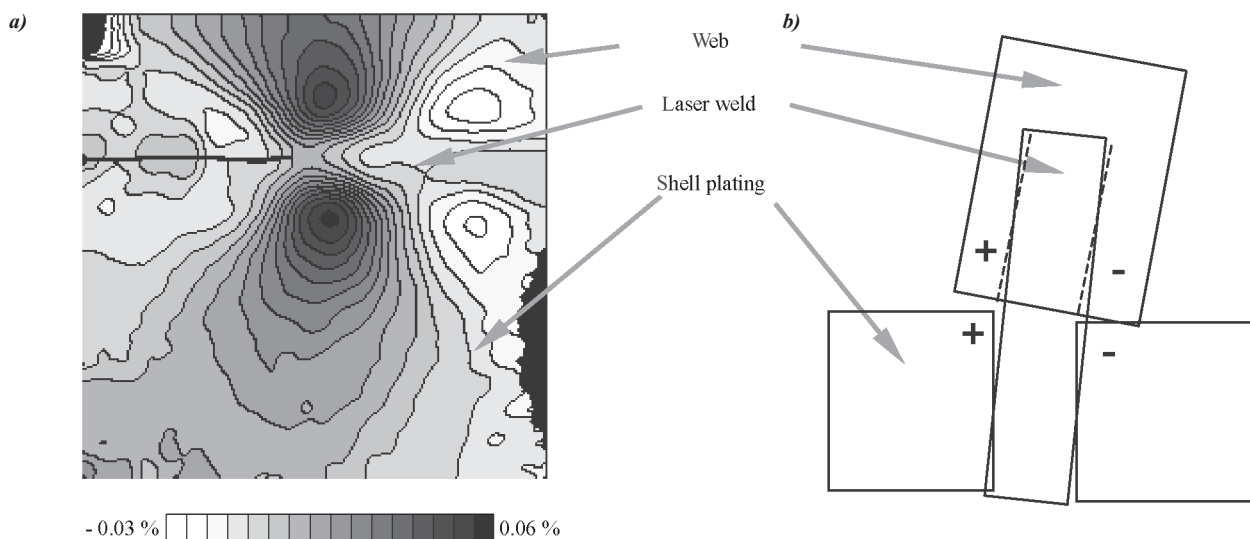 a)
b)
Web
Laser weld
Shell plating
+
-
+
-
- 0.03 %
0.06 %